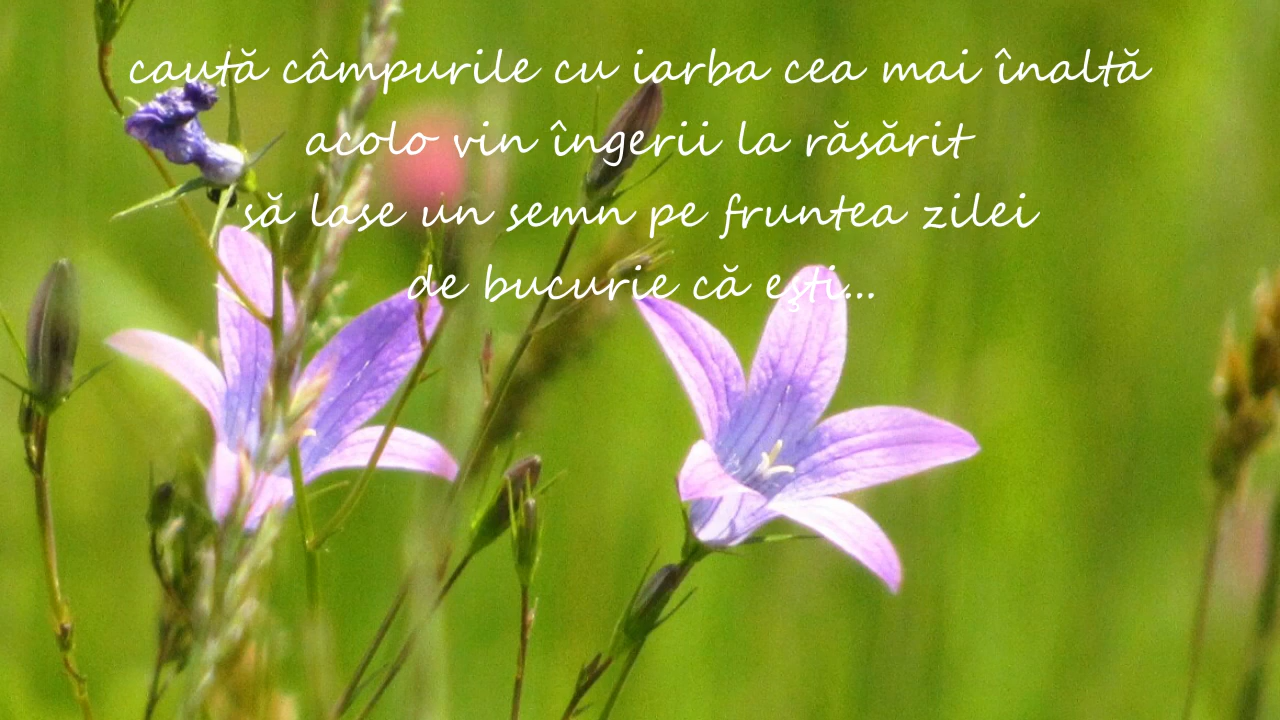 caută câmpurile cu iarba cea mai înaltă
acolo vin îngerii la răsărit
să lase un semn pe fruntea zilei
de bucurie că eşti...